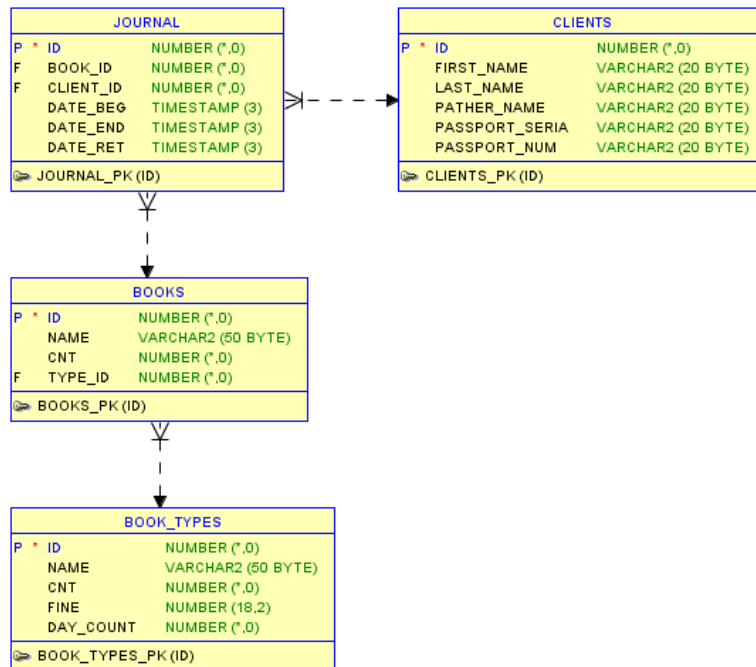 JOURNAL
P * ID NUMBER (*,0)
F BOOK_ID NUMBER (*,0)
F CLIENT_ID NUMBER (*,0)
DATE_BEG TIMESTAMP (3)
DATE_END TIMESTAMP (3)
DATE_RET TIMESTAMP (3)
JOURNAL_PK (ID)
CLIENTS
P * ID NUMBER (*,0)
FIRST_NAME VARCHAR2 (20 BYTE)
LAST_NAME VARCHAR2 (20 BYTE)
PATHER_NAME VARCHAR2 (20 BYTE)
PASSPORT_SERIA VARCHAR2 (20 BYTE)
PASSPORT_NUM VARCHAR2 (20 BYTE)
CLIENTS_PK (ID)
BOOKS
P * ID NUMBER (*,0)
NAME VARCHAR2 (50 BYTE)
CNT NUMBER (*,0)
F TYPE_ID NUMBER (*,0)
BOOKS_PK (ID)
BOOK_TYPES
P * ID NUMBER (*,0)
NAME VARCHAR2 (50 BYTE)
CNT NUMBER (*,0)
FINE NUMBER (18,2)
DAY_COUNT NUMBER (*,0)
BOOK_TYPES_PK (ID)